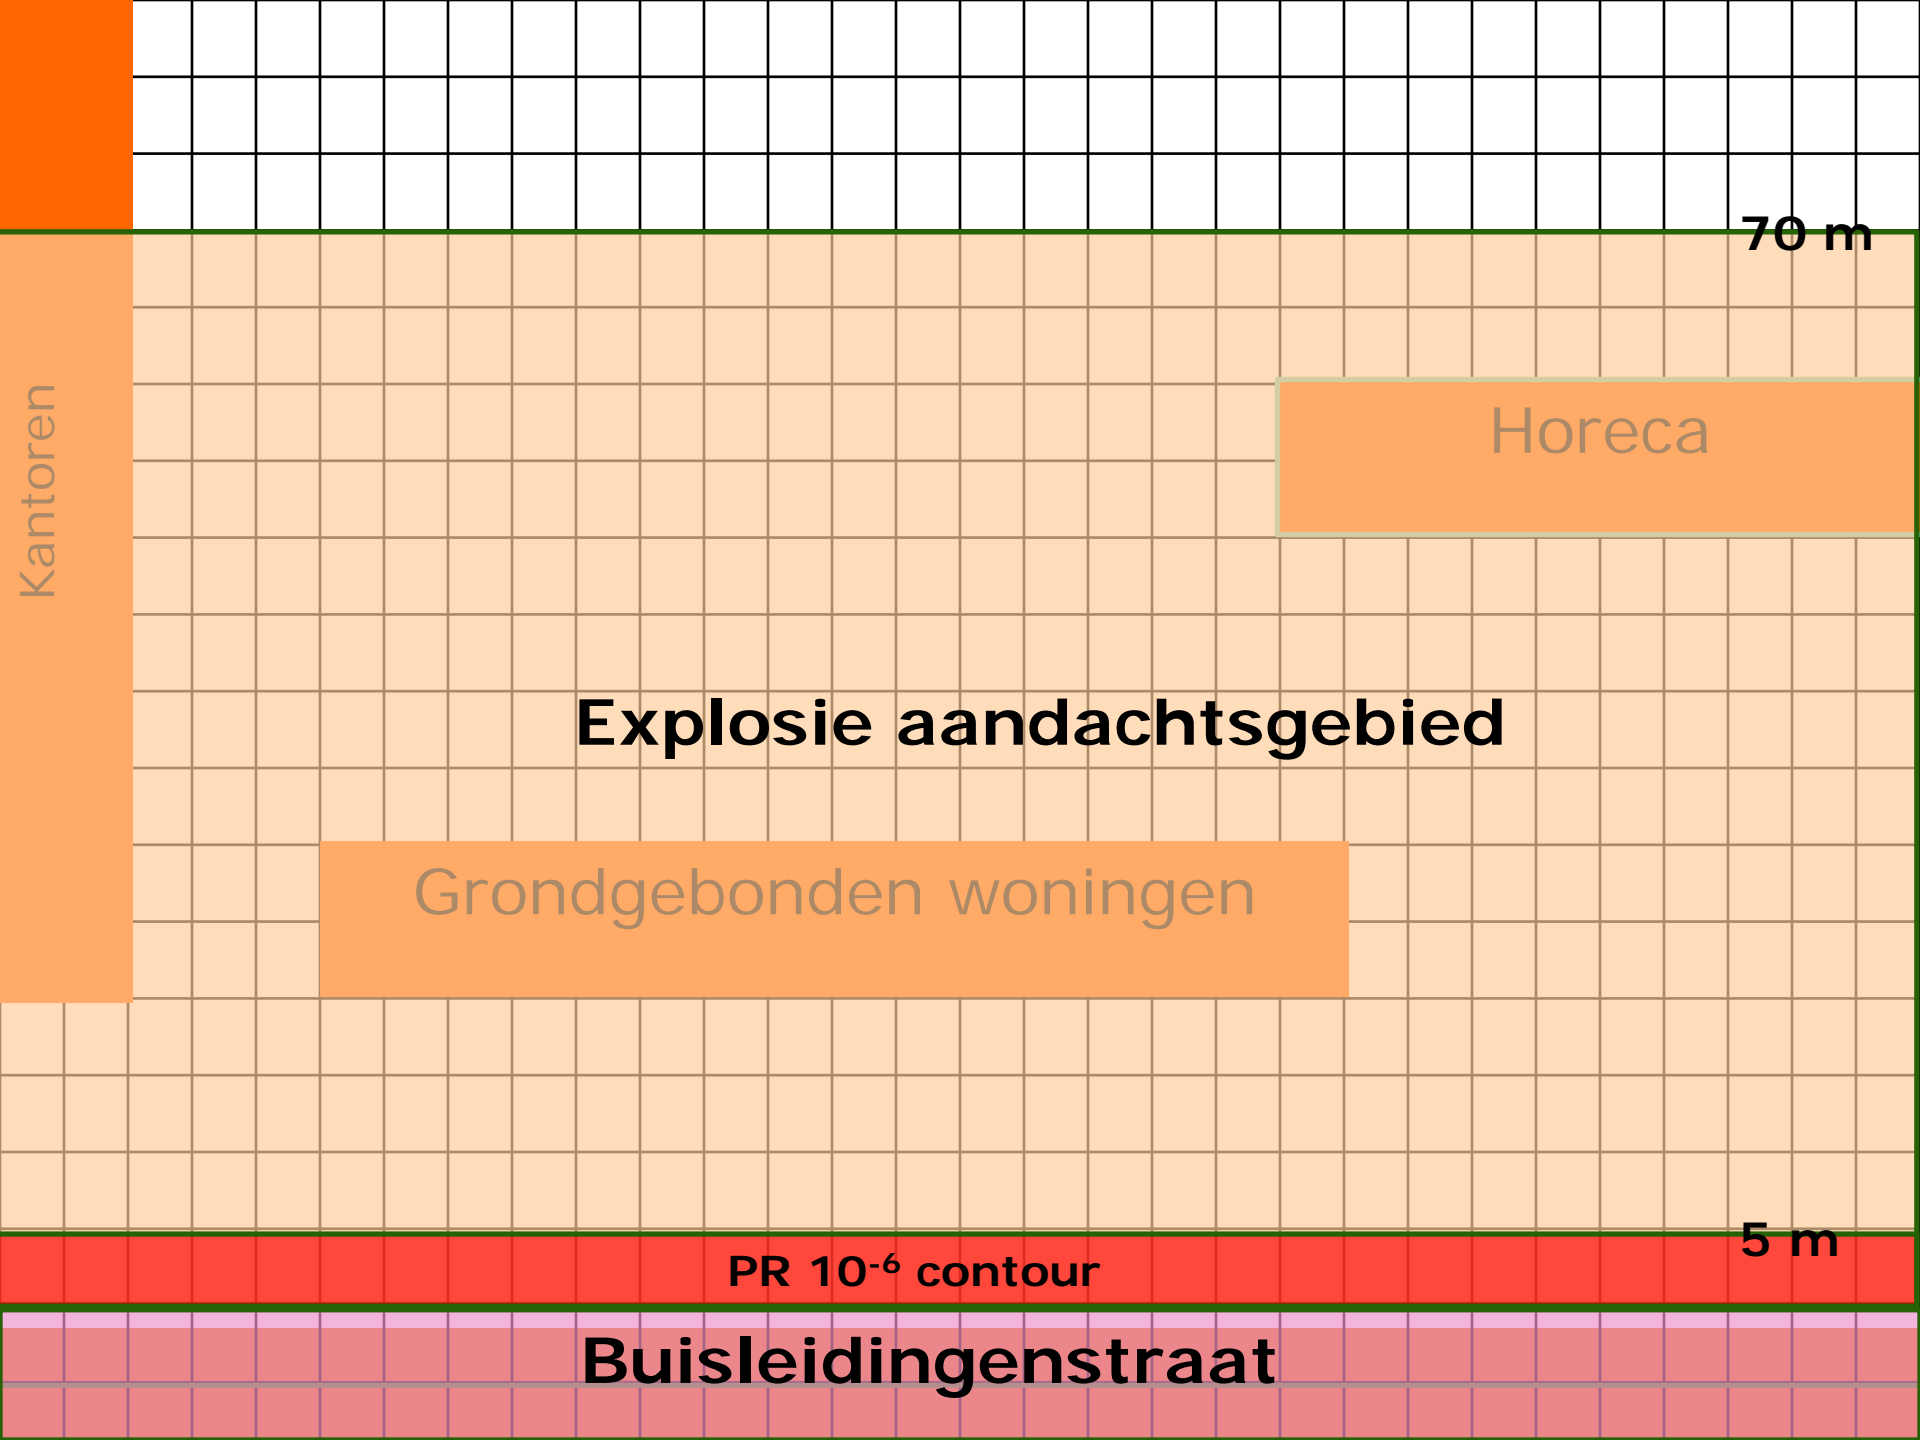 70 m
Kantoren
Horeca
Explosie aandachtsgebied
Grondgebonden woningen
5 m
PR 10⁻⁶ contour
Buisleidingenstraat